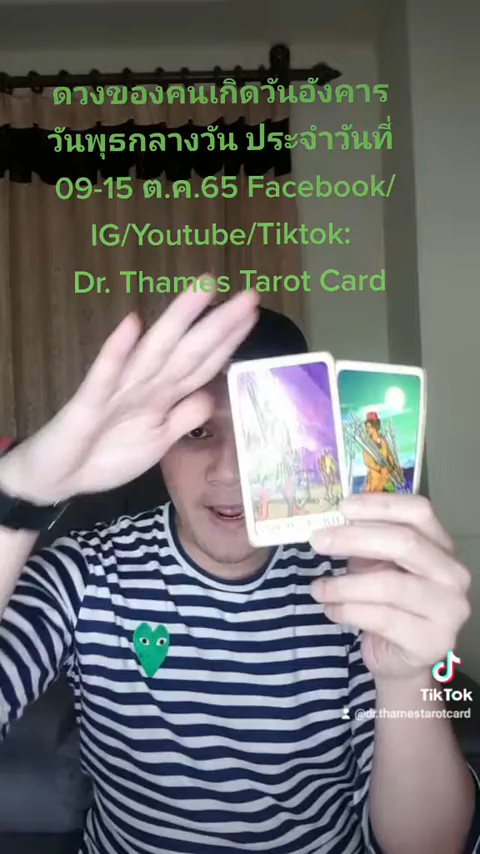 ดวงของคนเกิดวันอังคาร
วันพุธกลางวัน ประจำวันที่
09-15 ต.ค.65 Facebook/
IG/Youtube/Tiktok:
Dr. Thames Tarot Card
TikTok
@dr.thamestarotcard